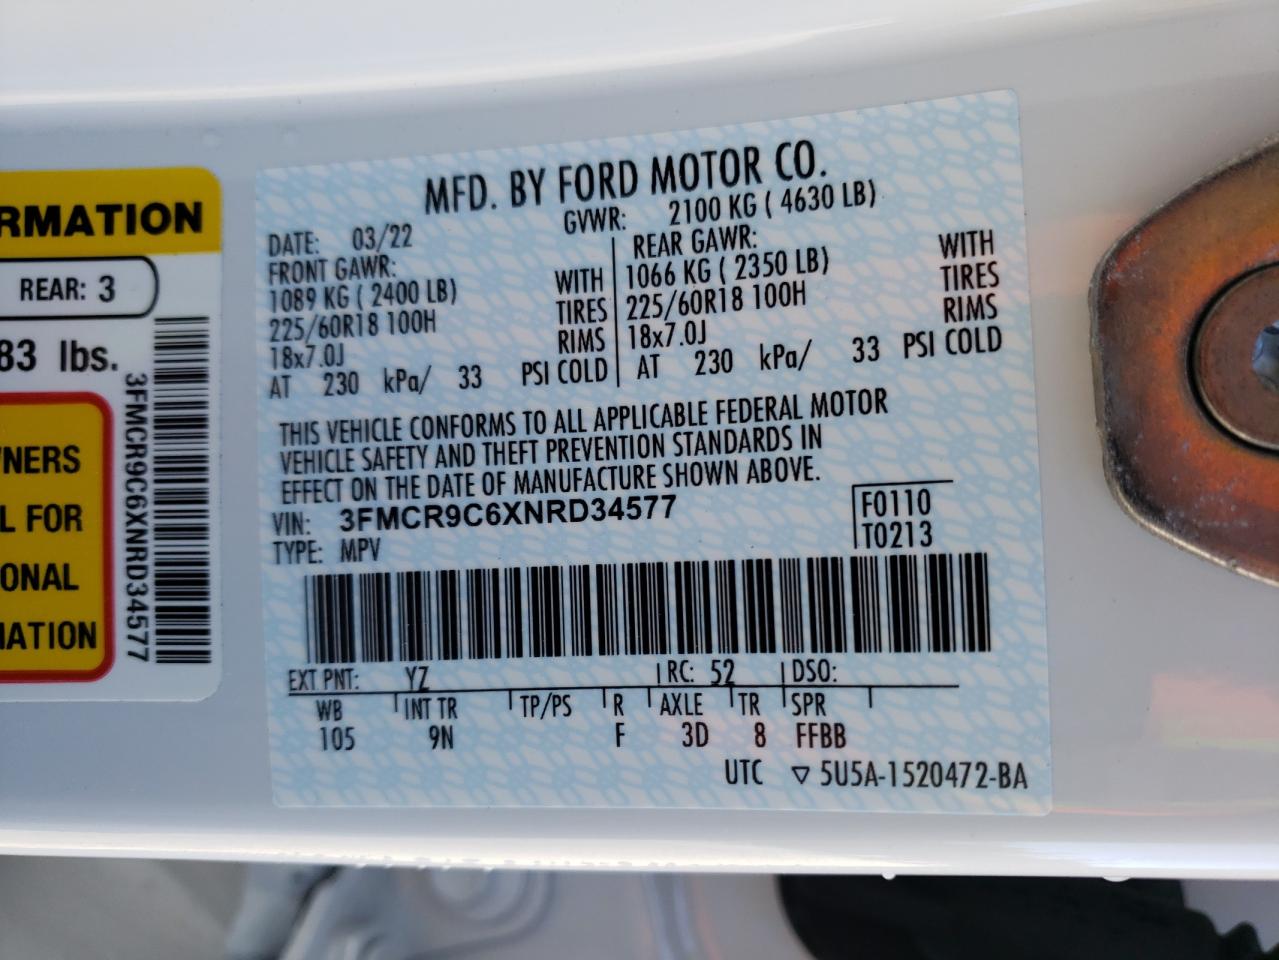 RMATION
REAR: 3
83 lbs.
3FMCR9C6XNRD34577
NERS
L FOR
ONAL
MATION
MFD. BY FORD MOTOR CO.
DATE: 03/22 GVWR: 2100 KG ( 4630 LB)
FRONT GAWR: REAR GAWR:
1089 KG ( 2400 LB) WITH 1066 KG ( 2350 LB) WITH
225/60R18 100H TIRES 225/60R18 100H TIRES
18x7.0J RIMS 18x7.0J RIMS
AT 230 kPa/ 33 PSI COLD AT 230 kPa/ 33 PSI COLD
THIS VEHICLE CONFORMS TO ALL APPLICABLE FEDERAL MOTOR
VEHICLE SAFETY AND THEFT PREVENTION STANDARDS IN
EFFECT ON THE DATE OF MANUFACTURE SHOWN ABOVE.
VIN: 3FMCR9C6XNRD34577 F0110
TYPE: MPV T0213
EXT PNT: YZ RC: 52 DSO:
WB INT TR TP/PS R AXLE TR SPR
105 9N F 3D 8 FFBB
UTC ▽ 5U5A-1520472-BA